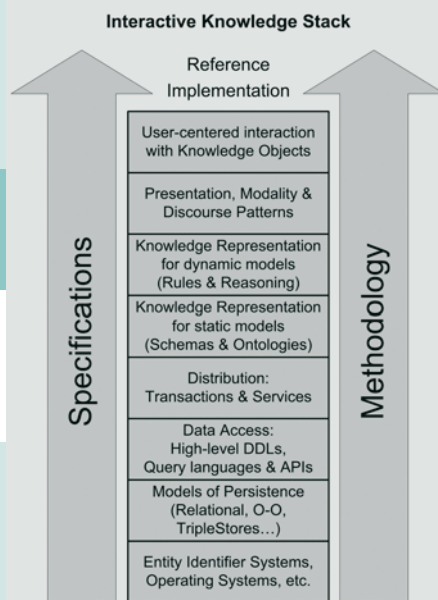 Interactive Knowledge Stack
Reference
Implementation
User-centered interaction
with Knowledge Objects
Presentation, Modality &
Discourse Patterns
Knowledge Representation
for dynamic models
(Rules & Reasoning)
Knowledge Representation
for static models
(Schemas & Ontologies)
Distribution:
Transactions & Services
Data Access:
High-level DDLs,
Query languages & APIs
Models of Persistence
(Relational, O-O,
TripleStores...)
Entity Identifier Systems,
Operating Systems, etc.
Specifications
Methodology